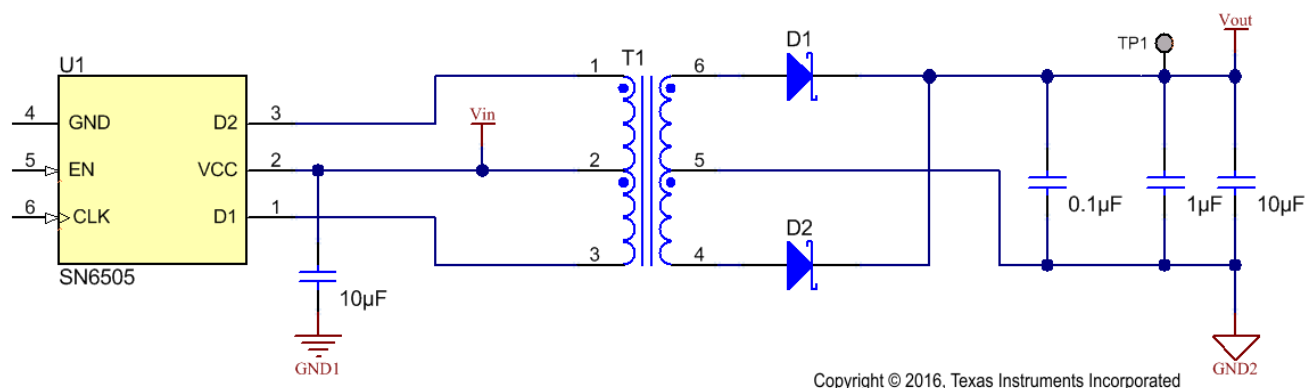 U1
4
GND
D2
3
5
EN
VCC
2
6
CLK
D1
1
SN6505
10µF
GND1
Vin
T1
1
2
3
6
5
4
D1
D2
TP1
Vout
0.1µF
1µF
10µF
GND2
Copyright © 2016, Texas Instruments Incorporated